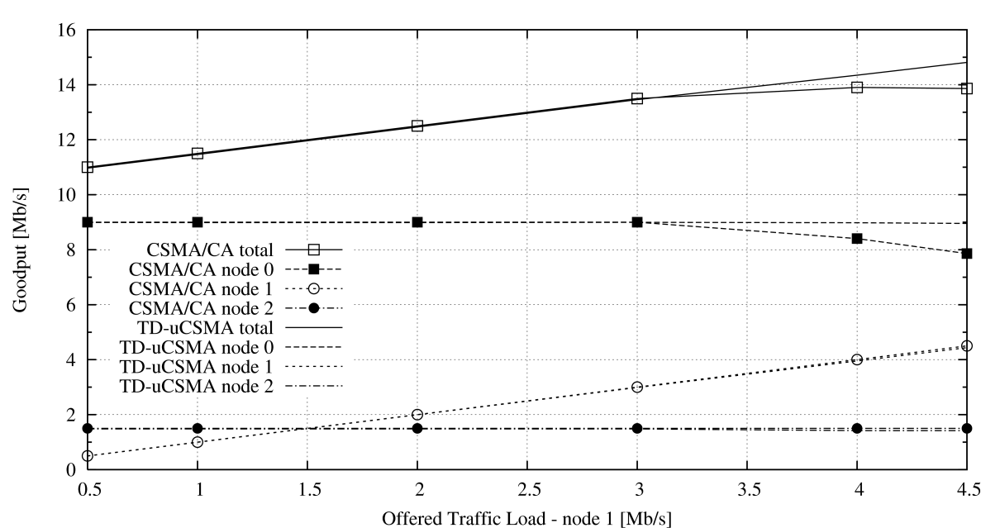 16
14
12
10
8
6
4
2
0
Goodput [Mb/s]
CSMA/CA total
CSMA/CA node 0
CSMA/CA node 1
CSMA/CA node 2
TD-uCSMA total
TD-uCSMA node 0
TD-uCSMA node 1
TD-uCSMA node 2
0.5 1 1.5 2 2.5 3 3.5 4 4.5
Offered Traffic Load - node 1 [Mb/s]